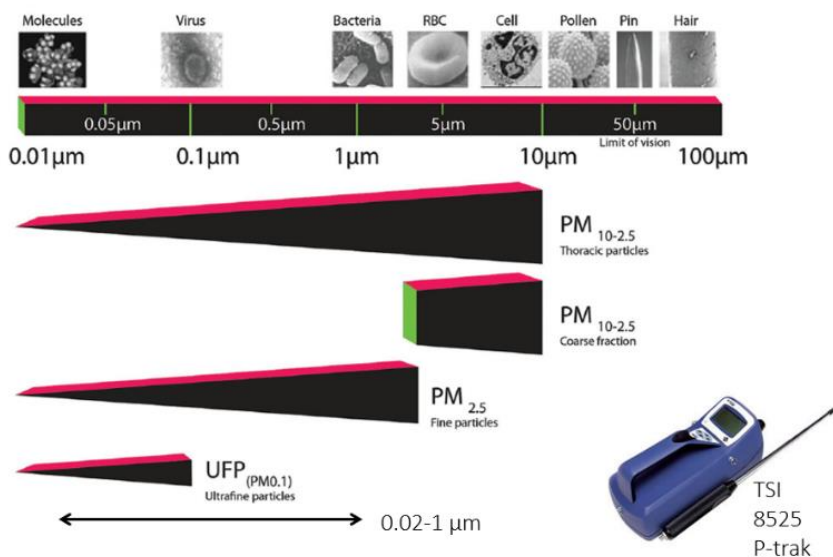 Molecules Virus Bacteria RBC Cell Pollen Pin Hair
0.05µm 0.5µm 5µm 50µm
Limit of vision
0.01µm 0.1µm 1µm 10µm 100µm
PM 10-2.5
Thoracic particles
PM 10-2.5
Coarse fraction
PM 2.5
Fine particles
UFP(PM0.1)
Ultrafine particles
0.02-1 µm
TSI
8525
P-trak